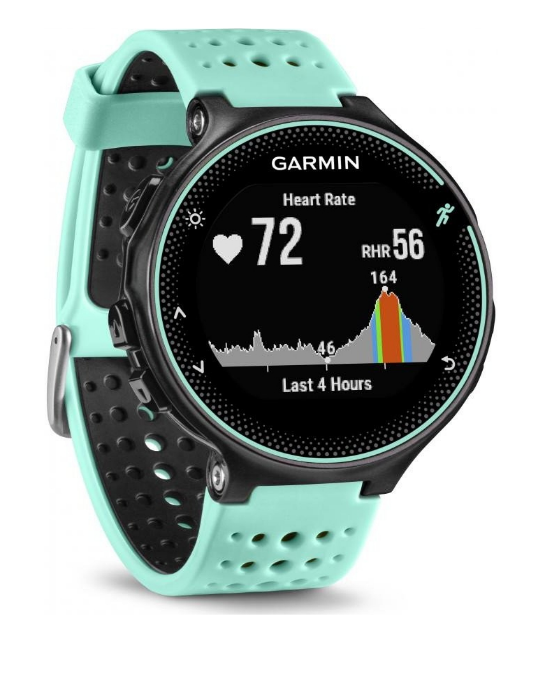 GARMIN
Heart Rate
72
RHR 56
164
46
Last 4 Hours